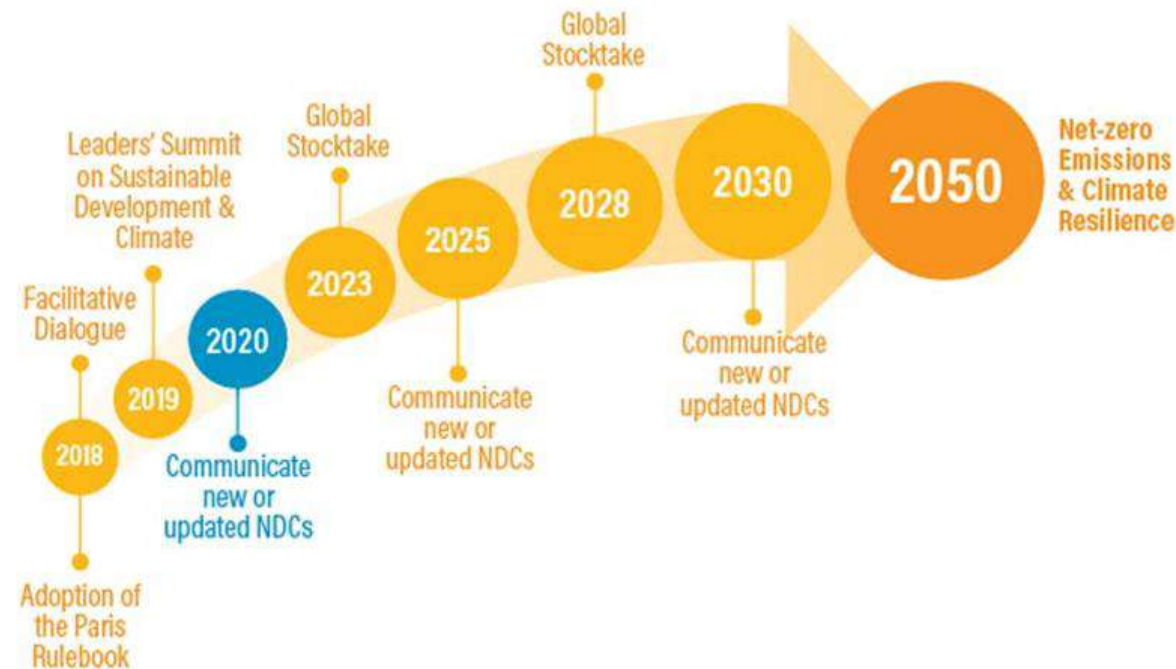 Facilitative
Dialogue
2018
Adoption of
the Paris
Rulebook
Leaders' Summit
on Sustainable
Development &
Climate
2019
2020
Communicate
new or
updated NDCs
Global
Stocktake
2023
2025
Communicate
new or
updated NDCs
Global
Stocktake
2028
2030
Communicate
new or
updated NDCs
2050
Net-zero
Emissions
& Climate
Resilience